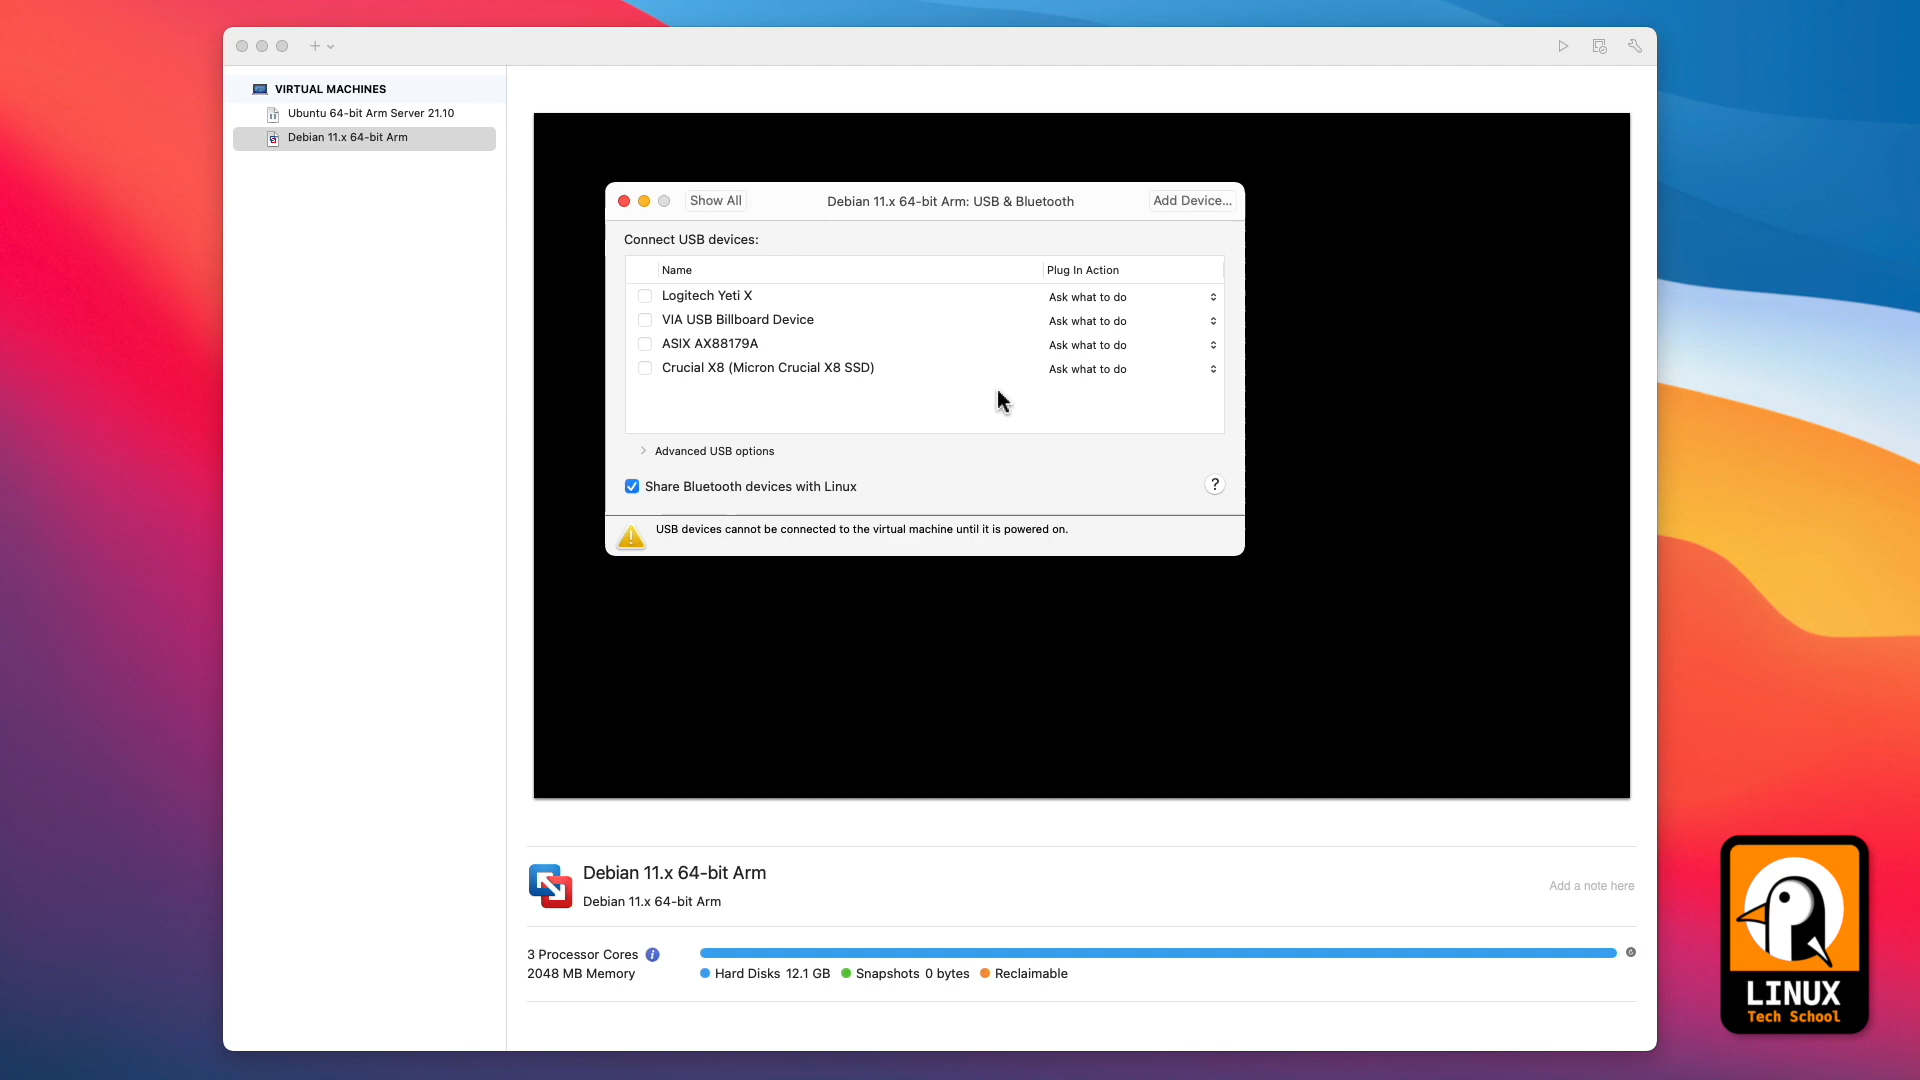 VIRTUAL MACHINES
Ubuntu 64-bit Arm Server 21.10
Debian 11.x 64-bit Arm
Show All
Debian 11.x 64-bit Arm: USB & Bluetooth
Add Device...
Connect USB devices:
Name
Plug In Action
Logitech Yeti X
Ask what to do
VIA USB Billboard Device
Ask what to do
ASIX AX88179A
Ask what to do
Crucial X8 (Micron Crucial X8 SSD)
Ask what to do
Advanced USB options
Share Bluetooth devices with Linux
?
USB devices cannot be connected to the virtual machine until it is powered on.
Debian 11.x 64-bit Arm
Debian 11.x 64-bit Arm
Add a note here
3 Processor Cores
2048 MB Memory
Hard Disks 12.1 GB
Snapshots 0 bytes
Reclaimable
LINUX
Tech School